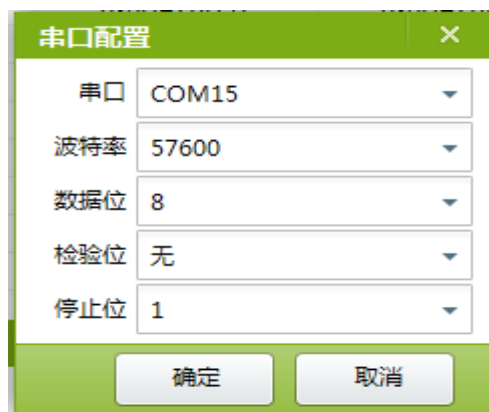 串口配置
串口 COM15
波特率 57600
数据位 8
检验位 无
停止位 1
确定 取消